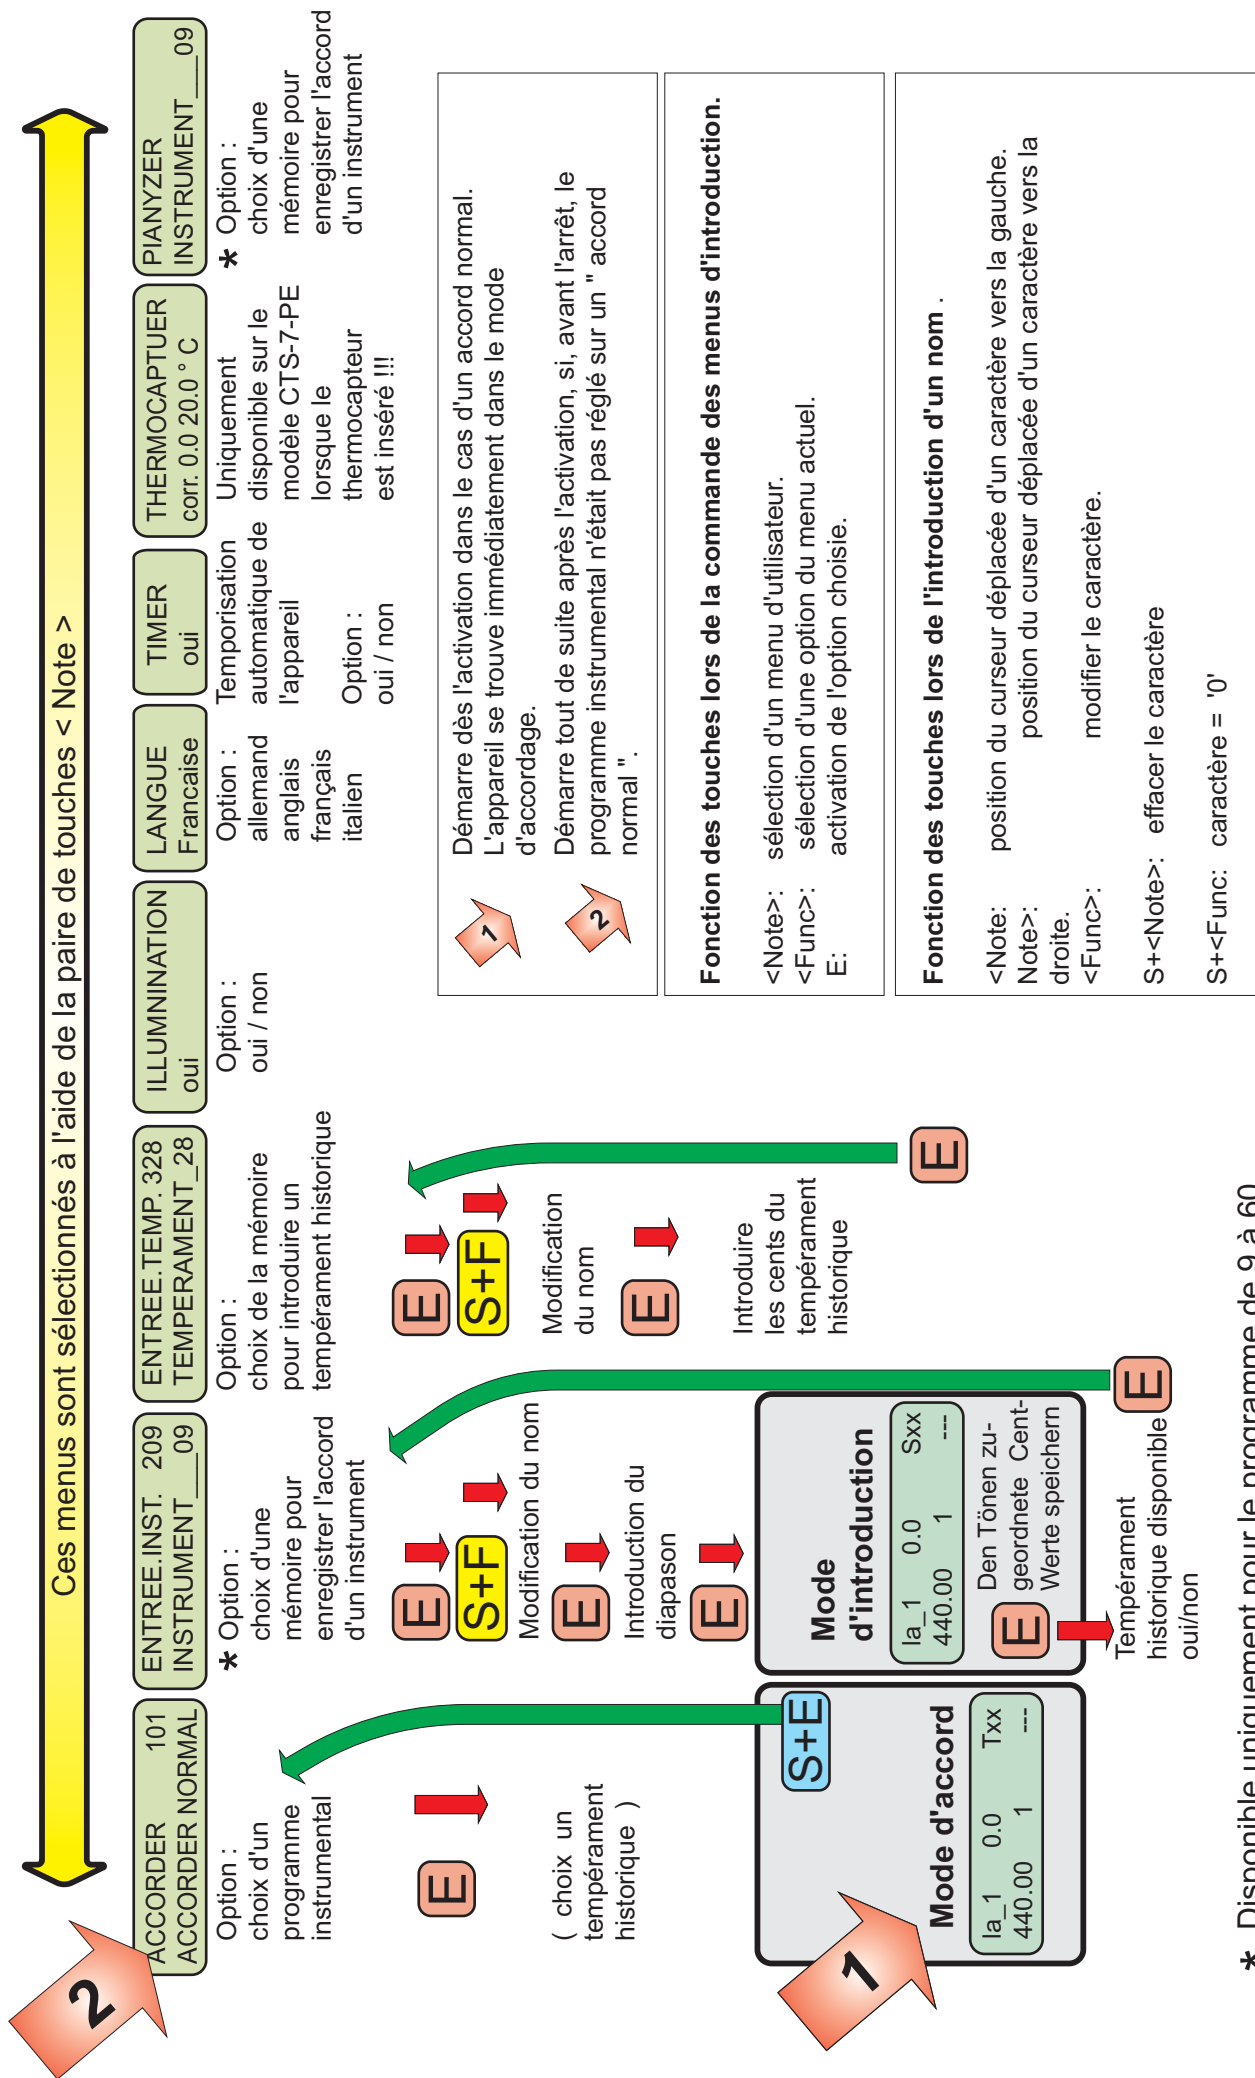 Ces menus sont sélectionnés à l'aide de la paire de touches < Note >
2
ACCORDER 101
ACCORDER NORMAL
Option :
choix d'un
programme
instrumental
E
( choix un
tempérament
historique )
S+E
Mode d'accord
la_1 0.0 Txx
440.00 1 ---
1
ENTREE.INST. 209
INSTRUMENT___09
* Option :
choix d'une
mémoire pour
enregistrer l'accord
d'un instrument
E
S+F
Modification du nom
E
Introduction du
diapason
E
Mode
d'introduction
la_1 0.0 Sxx
440.00 1 ---
E
Den Tönen zu-
geordnete Cent-
Werte speichern
Tempérament
historique disponible
oui/non
E
ENTREE.TEMP. 328
TEMPERAMENT_28
Option :
choix de la mémoire
pour introduire un
tempérament historique
E
S+F
Modification
du nom
E
Introduire
les cents du
tempérament
historique
E
ILLUMNINATION
oui
Option :
oui / non
LANGUE
Francaise
Option :
allemand
anglais
français
italien
TIMER
oui
Temporisation
automatique de
l'appareil
Option :
oui / non
THERMOCAPTUER
corr. 0.0 20.0 ° C
Uniquement
disponible sur le
modèle CTS-7-PE
lorsque le
thermocapteur
est inséré !!!
PIANYZER
INSTRUMENT___09
* Option :
choix d'une
mémoire pour
enregistrer l'accord
d'un instrument
1
Démarre dès l'activation dans le cas d'un accord normal.
L'appareil se trouve immédiatement dans le mode
d'accordage.
2
Démarre tout de suite après l'activation, si, avant l'arrêt, le
programme instrumental n'était pas réglé sur un " accord
normal ".
Fonction des touches lors de la commande des menus d'introduction.
<Note>: sélection d'un menu d'utilisateur.
<Func>: sélection d'une option du menu actuel.
E: activation de l'option choisie.
Fonction des touches lors de l'introduction d'un nom .
<Note: position du curseur déplacée d'un caractère vers la gauche.
Note>: position du curseur déplacée d'un caractère vers la
droite.
<Func>: modifier le caractère.
S+<Note>: effacer le caractère
S+<Func: caractère = '0'
* Disponible uniquement pour le programme de 9 à 60